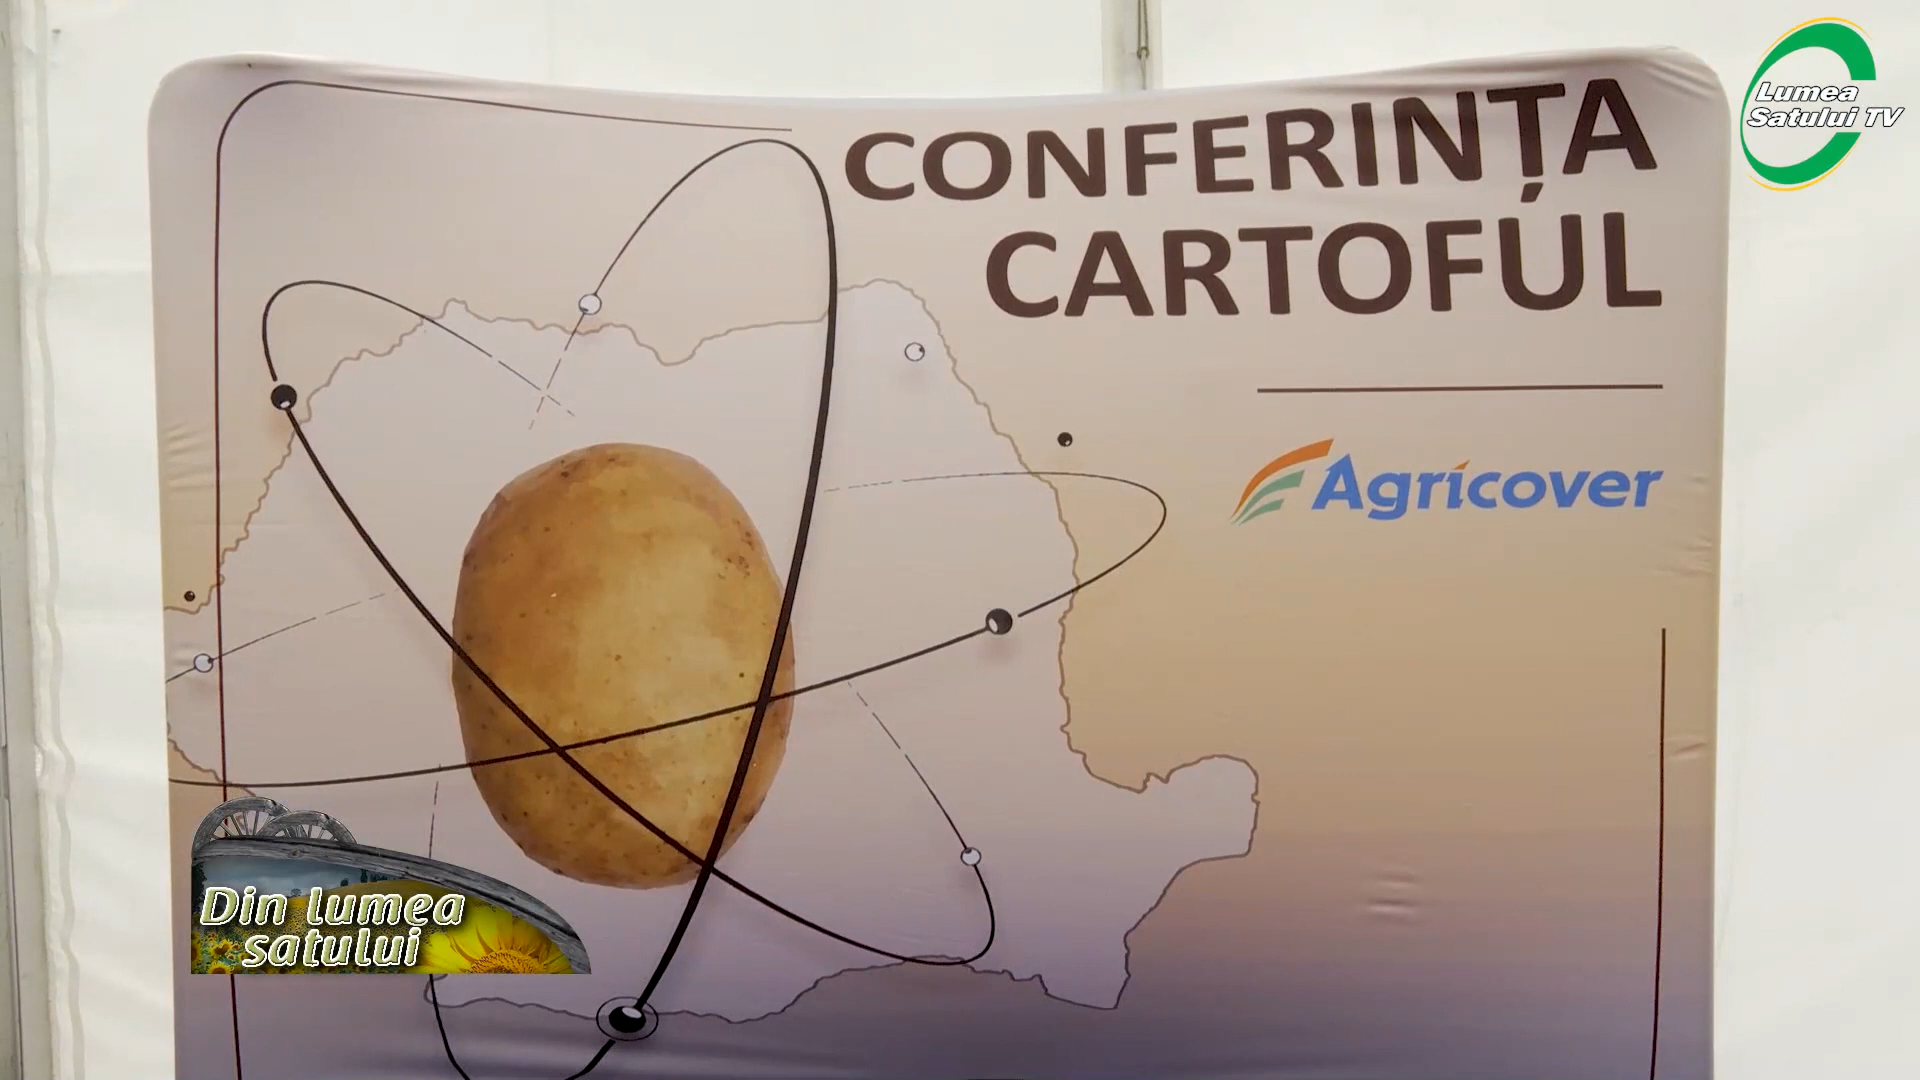 Lumea
Satului TV
CONFERINȚA
CARTOFUL
Agricover
Din lumea
satului